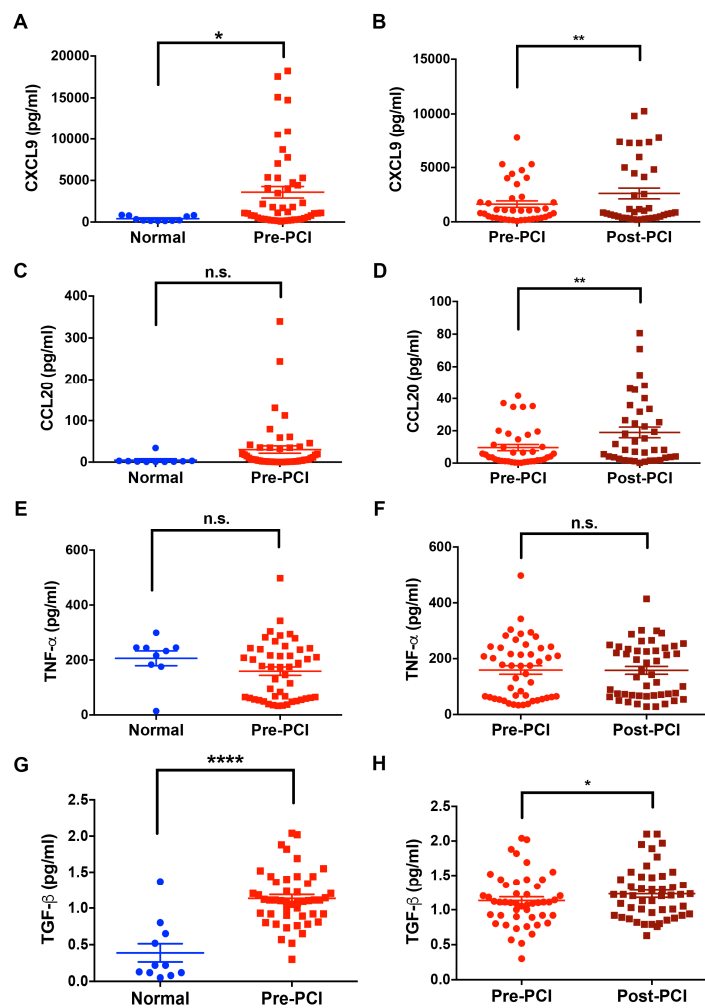 A
*
CXCL9 (pg/ml)
20000
15000
10000
5000
0
Normal
Pre-PCI
B
**
CXCL9 (pg/ml)
15000
10000
5000
0
Pre-PCI
Post-PCI
C
n.s.
CCL20 (pg/ml)
400
300
200
100
0
Normal
Pre-PCI
D
**
CCL20 (pg/ml)
100
80
60
40
20
0
Pre-PCI
Post-PCI
E
n.s.
TNF-α (pg/ml)
600
400
200
0
Normal
Pre-PCI
F
n.s.
TNF-α (pg/ml)
600
400
200
0
Pre-PCI
Post-PCI
G
****
TGF-β (pg/ml)
2.5
2.0
1.5
1.0
0.5
0.0
Normal
Pre-PCI
H
*
TGF-β (pg/ml)
2.5
2.0
1.5
1.0
0.5
0.0
Pre-PCI
Post-PCI